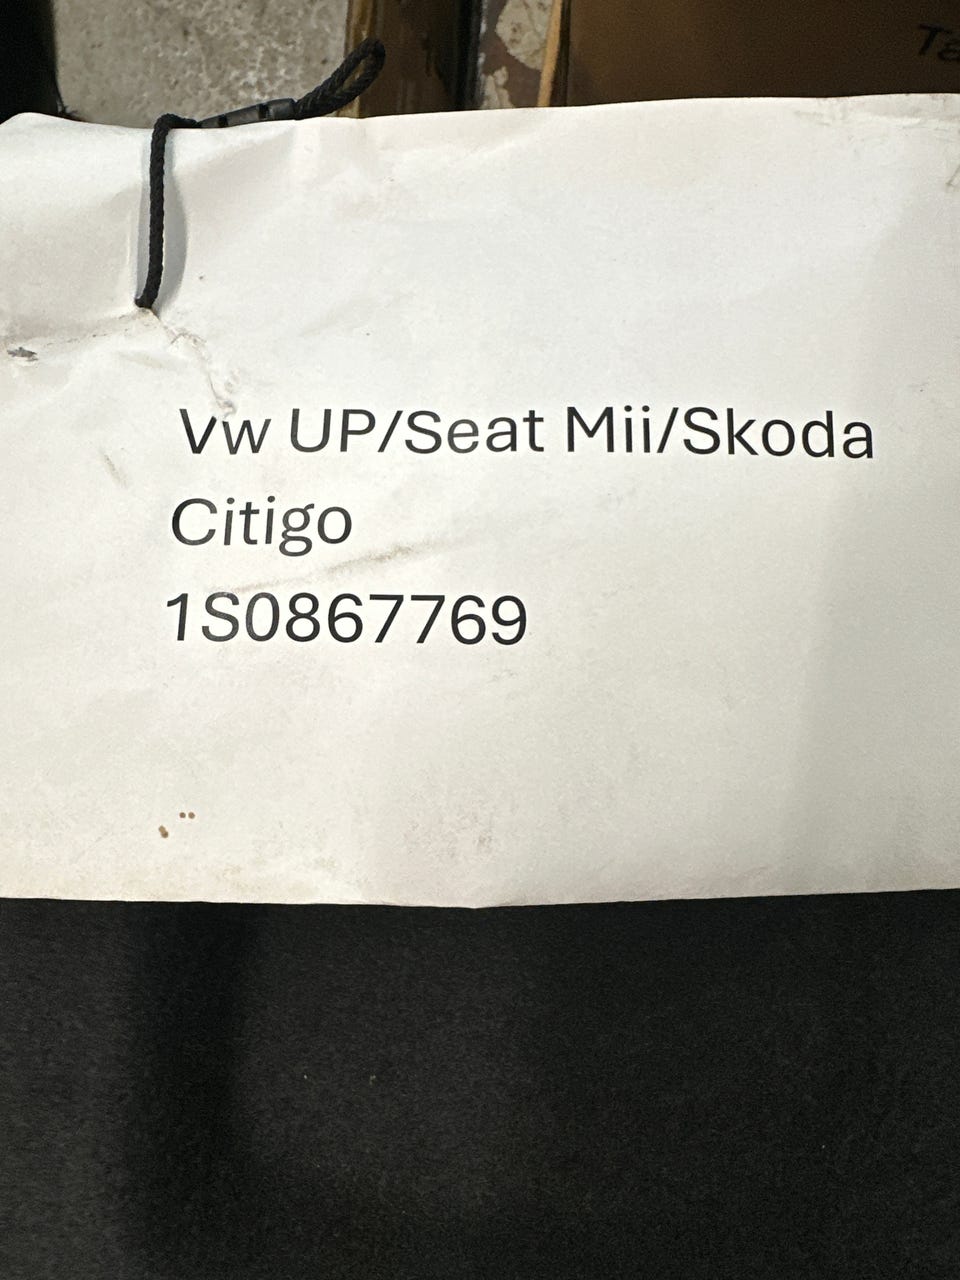 Vw UP/Seat Mii/Skoda
Citigo
1S0867769